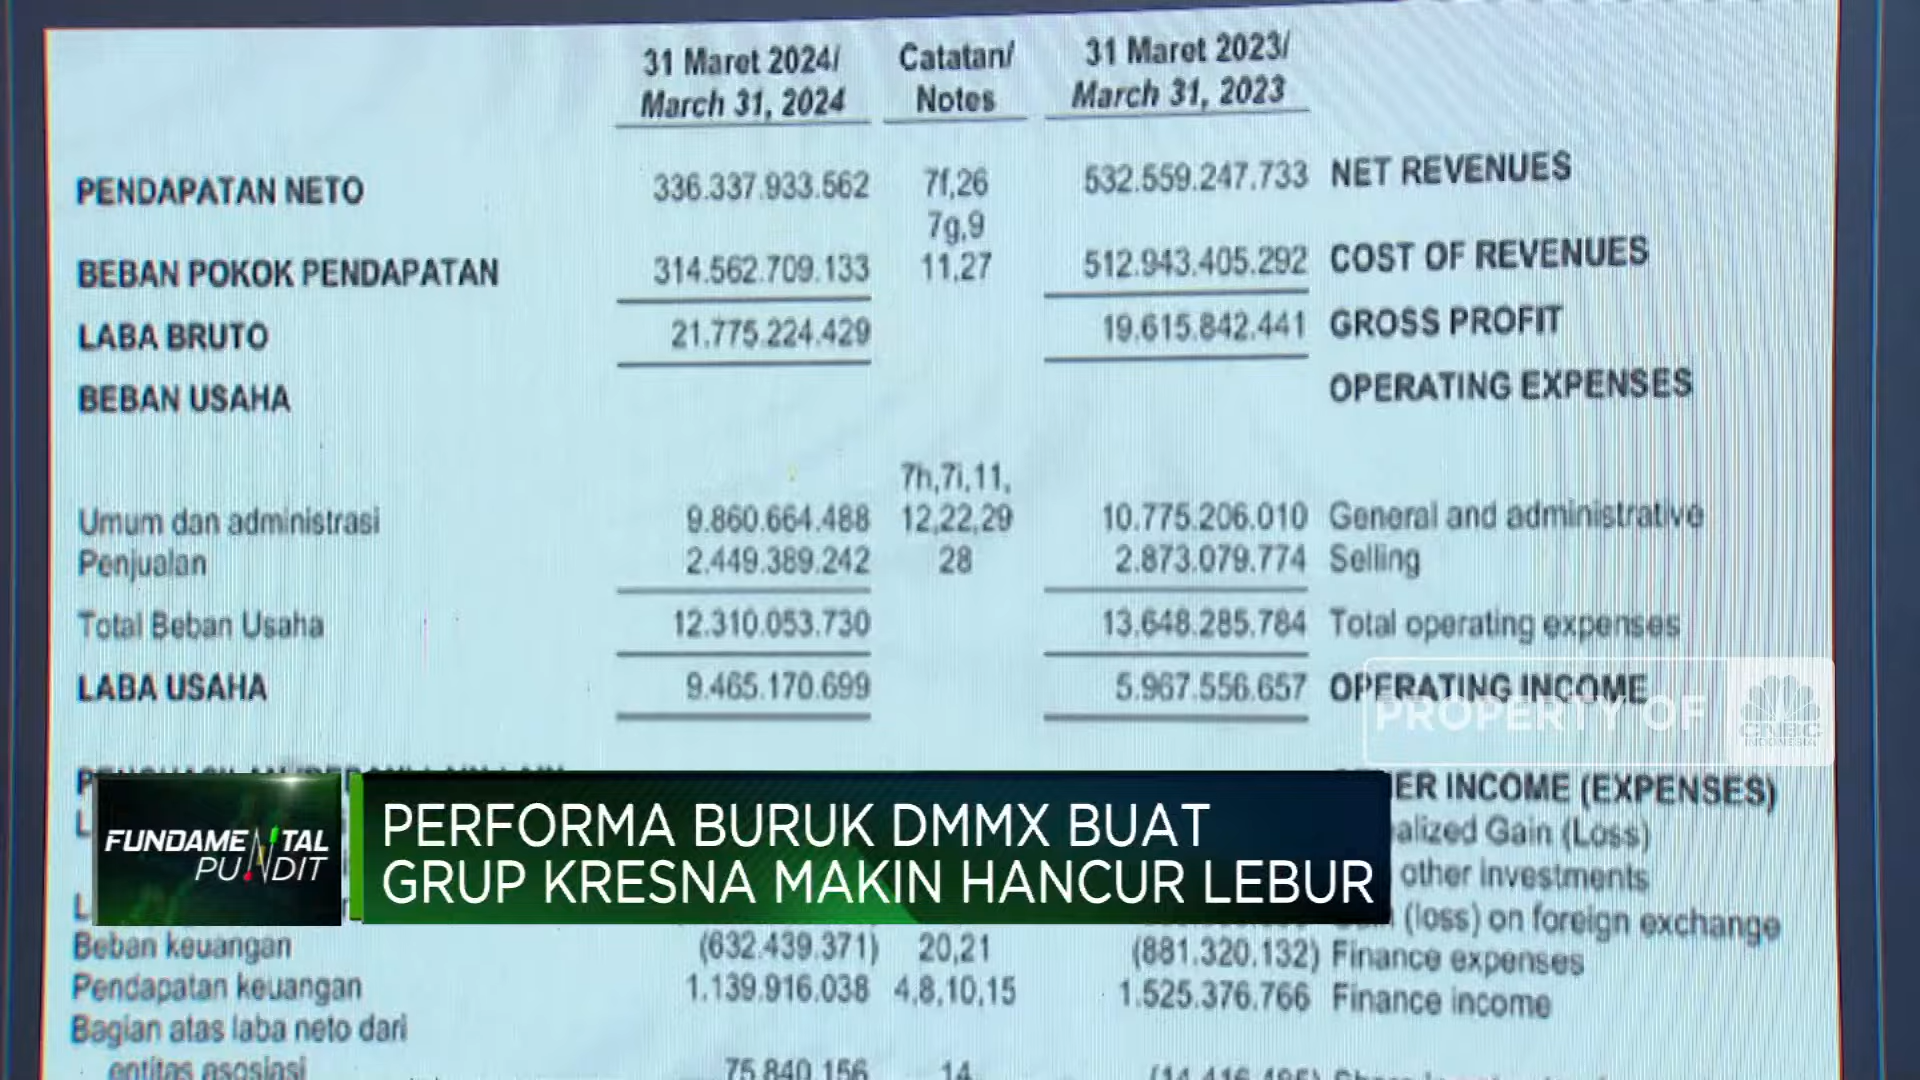 31 Maret 2024/ Catatan/ 31 Maret 2023/
March 31, 2024 Notes March 31, 2023
PENDAPATAN NETO 336.337.933.562 7f,26 532.559.247.733 NET REVENUES
7g,9
BEBAN POKOK PENDAPATAN 314.562.709.133 11,27 512.943.405.292 COST OF REVENUES
LABA BRUTO 21.775.224.429 19.615.842.441 GROSS PROFIT
BEBAN USAHA OPERATING EXPENSES
7h,7i,11,
Umum dan administrasi 9.860.664.488 12,22,29 10.775.206.010 General and administrative
Penjualan 2.449.389.242 28 2.873.079.774 Selling
Total Beban Usaha 12.310.053.730 13.648.285.784 Total operating expenses
LABA USAHA 9.465.170.699 5.967.556.657 OPERATING INCOME
PROPERTY OF CNBC INDONESIA
INCOME (EXPENSES)
Gain (Loss)
FUNDAMENTAL PUNDIT
PERFORMA BURUK DMMX BUAT
GRUP KRESNA MAKIN HANCUR LEBUR
other investments
(loss) on foreign exchange
Beban keuangan (632.439.371) 20,21 (881.320.132) Finance expenses
Pendapatan keuangan 1.139.916.038 4,8,10,15 1.525.376.766 Finance income
Bagian atas laba neto dari
entitas asosiasi 75.840.156 14